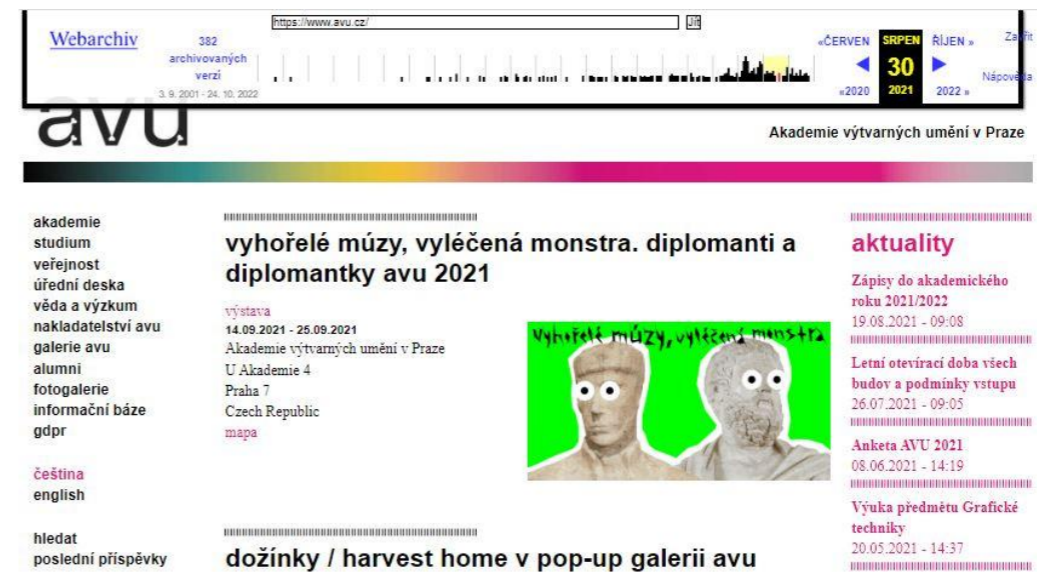 https://www.avu.cz/
Jít
Webarchiv
382
archivovaných
verzí
3. 9. 2001 - 24. 10. 2022
«ČERVEN
SRPEN
ŘÍJEN »
30
«2020
2021
2022 »
Nápověda
avu
Akademie výtvarných umění v Praze
akademie
studium
veřejnost
úřední deska
věda a výzkum
nakladatelství avu
galerie avu
alumni
fotogalerie
informační báze
gdpr
čeština
english
hledat
poslední příspěvky
vyhořelé múzy, vyléčená monstra. diplomanti a
diplomantky avu 2021
výstava
14.09.2021 - 25.09.2021
Akademie výtvarných umění v Praze
U Akademie 4
Praha 7
Czech Republic
mapa
vyhořelé múzy, vyléčená monstra
dožínky / harvest home v pop-up galerii avu
aktuality
Zápisy do akademického
roku 2021/2022
19.08.2021 - 09:08
Letní otevírací doba všech
budov a podmínky vstupu
26.07.2021 - 09:05
Anketa AVU 2021
08.06.2021 - 14:19
Výuka předmětu Grafické
techniky
20.05.2021 - 14:37